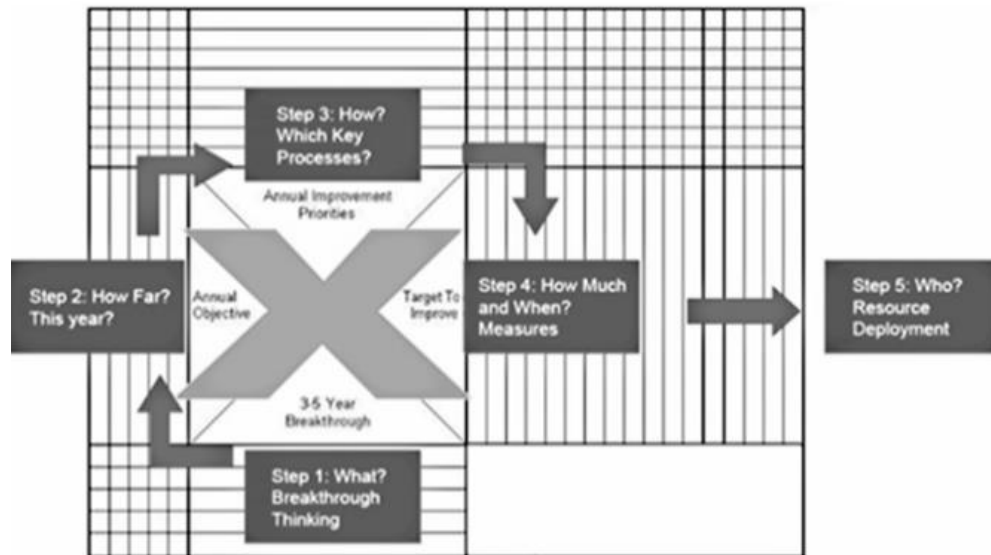 Step 3: How?
Which Key
Processes?
Annual Improvement
Priorities
Step 2: How Far?
This year?
Annual
Objective
Target To
Improve
Step 4: How Much
and When?
Measures
Step 5: Who?
Resource
Deployment
3-5 Year
Breakthrough
Step 1: What?
Breakthrough
Thinking